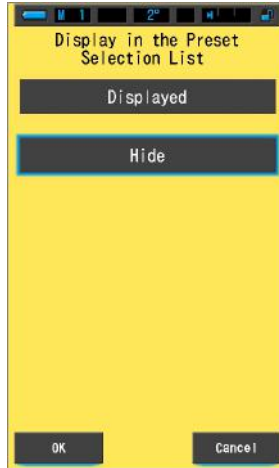 M 1 2°
Display in the Preset
Selection List
Displayed
Hide
OK Cancel